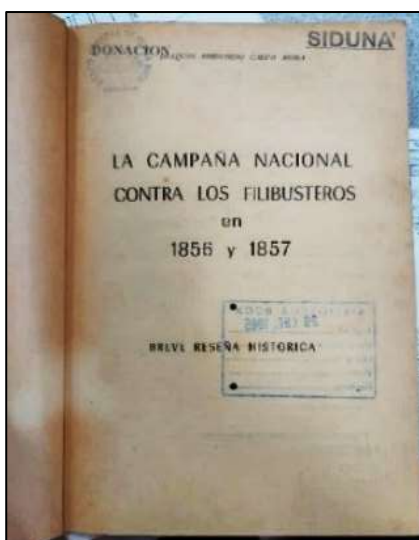 SIDUNA
DONACION
LA CAMPAÑA NACIONAL
CONTRA LOS FILIBUSTEROS
en
1856 y 1857
BREVE RESEÑA HISTORICA